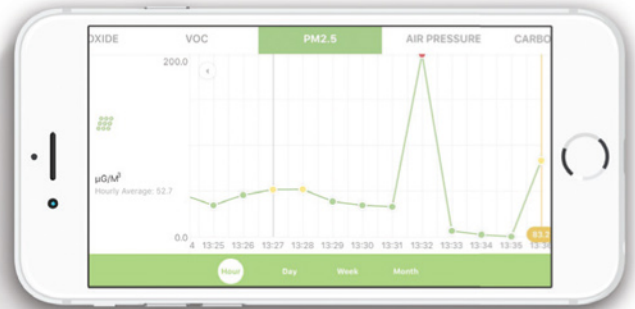 OXIDE VOC PM2.5 AIR PRESSURE CARBO
200.0
µG/M³
Hourly Average: 52.7
0.0
83.2
4 13:25 13:26 13:27 13:28 13:29 13:30 13:31 13:32 13:33 13:34 13:35
Hour Day Week Month